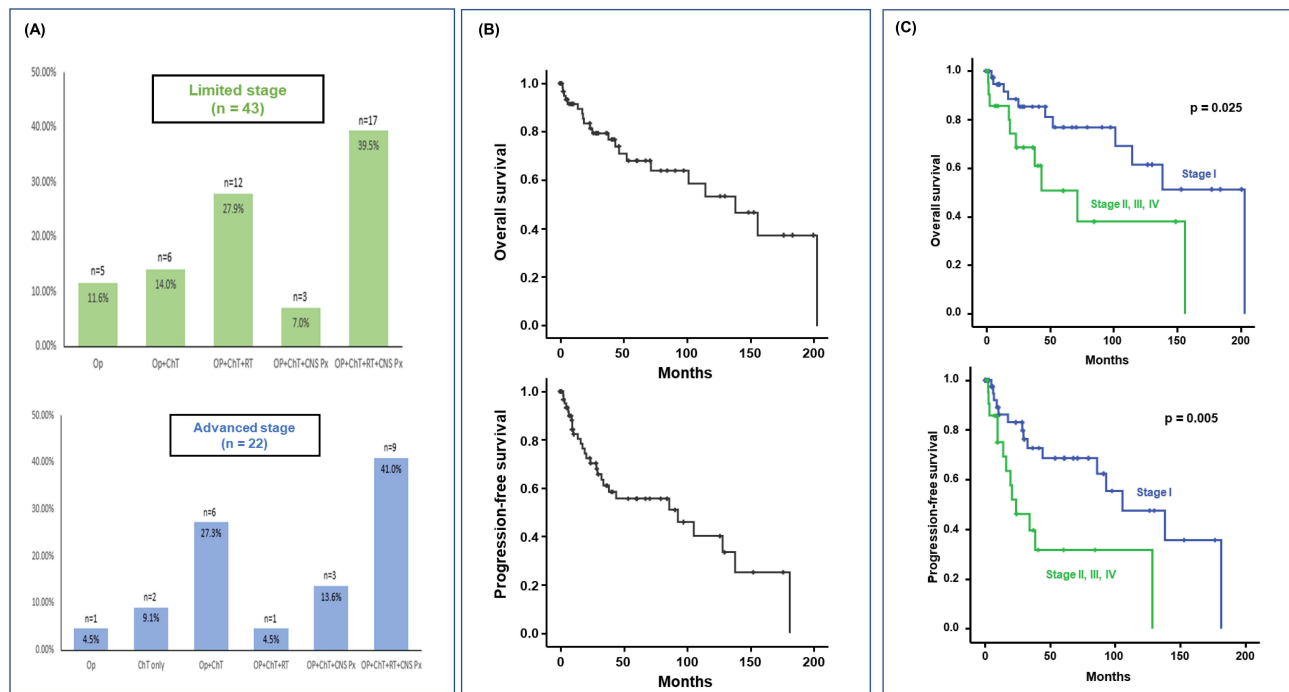 (A)
Limited stage
(n = 43)
50.00%
40.00%
30.00%
20.00%
10.00%
0.00%
n=5
11.6%
n=6
14.0%
n=12
27.9%
n=3
7.0%
n=17
39.5%
Op
Op+ChT
OP+ChT+RT
OP+ChT+CNS Px
OP+ChT+RT+CNS Px
Advanced stage
(n = 22)
50.00%
40.00%
30.00%
20.00%
10.00%
0.00%
n=1
4.5%
n=2
9.1%
n=6
27.3%
n=1
4.5%
n=3
13.6%
n=9
41.0%
Op
ChT only
Op+ChT
OP+ChT+RT
OP+ChT+CNS Px
OP+ChT+RT+CNS Px
(B)
Overall survival
1.0
0.8
0.6
0.4
0.2
0.0
0 50 100 150 200
Months
Progression-free survival
1.0
0.8
0.6
0.4
0.2
0.0
0 50 100 150 200
Months
(C)
Overall survival
1.0
0.8
0.6
0.4
0.2
0.0
p = 0.025
Stage I
Stage II, III, IV
0 50 100 150 200
Months
Progression-free survival
1.0
0.8
0.6
0.4
0.2
0.0
p = 0.005
Stage I
Stage II, III, IV
0 50 100 150 200
Months